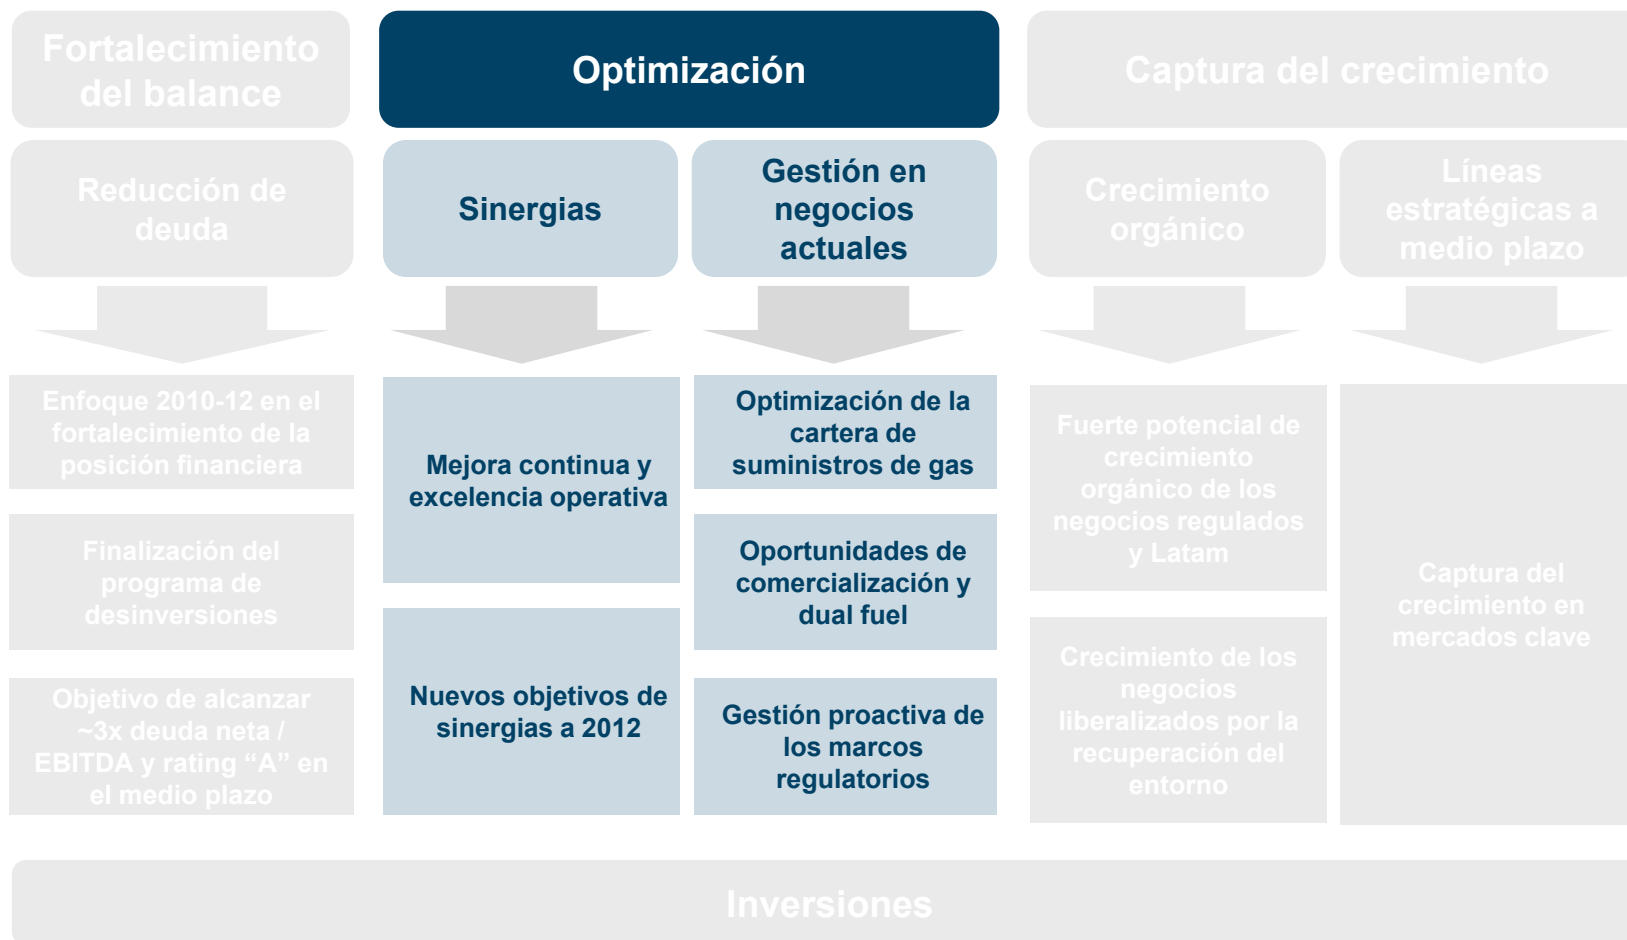 Fortalecimiento
del balance
Optimización
Captura del crecimiento
Reducción de
deuda
Sinergias
Gestión en
negocios
actuales
Crecimiento
orgánico
Líneas
estratégicas a
medio plazo
Enfoque 2010-12 en el
fortalecimiento de la
posición financiera
Finalización del
programa de
desinversiones
Objetivo de alcanzar
~3x deuda neta /
EBITDA y rating “A” en
el medio plazo
Mejora continua y
excelencia operativa
Nuevos objetivos de
sinergias a 2012
Optimización de la
cartera de
suministros de gas
Oportunidades de
comercialización y
dual fuel
Gestión proactiva de
los marcos
regulatorios
Fuerte potencial de
crecimiento
orgánico de los
negocios regulados
y Latam
Crecimiento de los
negocios
liberalizados por la
recuperación del
entorno
Captura del
crecimiento en
mercados clave
Inversiones